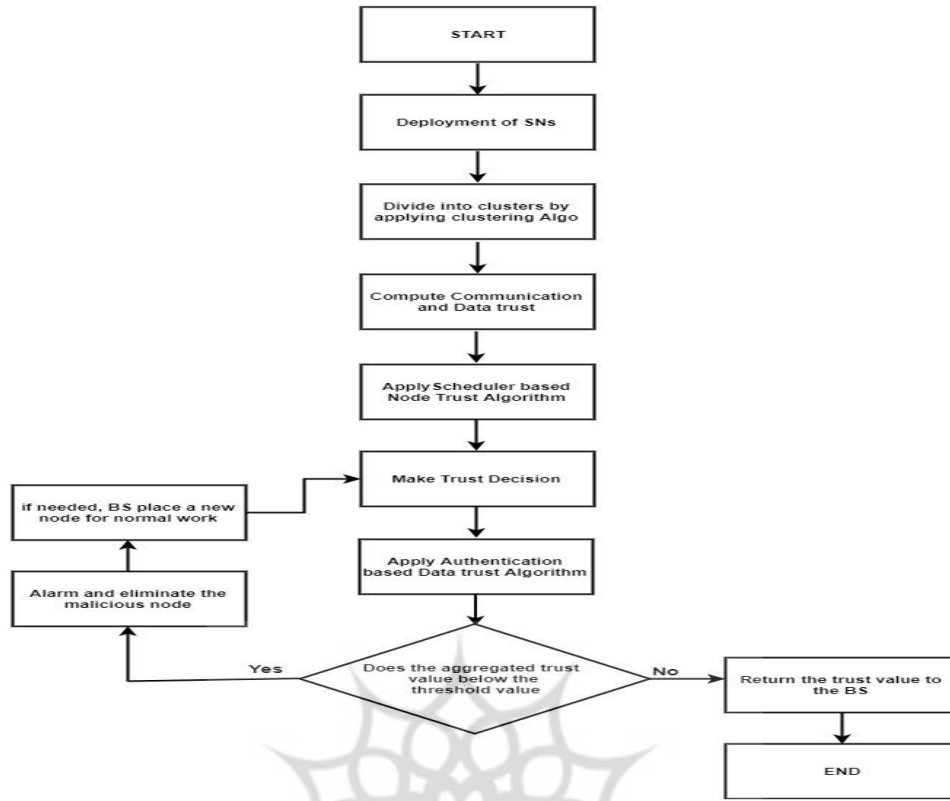 START
Deployment of SNs
Divide into clusters by
applying clustering Algo
Compute Communication
and Data trust
Apply Scheduler based
Node Trust Algorithm
Make Trust Decision
if needed, BS place a new
node for normal work
Apply Authentication
based Data trust Algorithm
Alarm and eliminate the
malicious node
Yes
Does the aggregated trust
value below the
threshold value
No
Return the trust value to
the BS
END